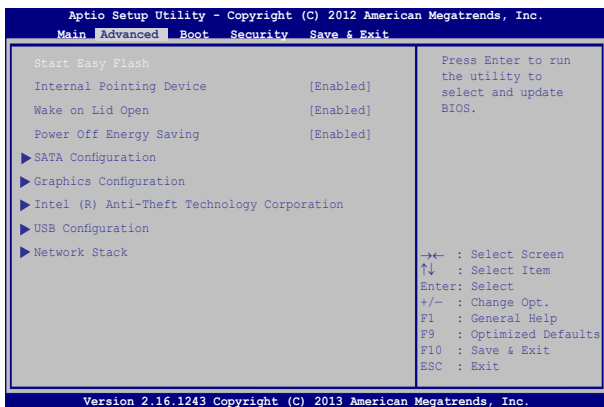 Aptio Setup Utility - Copyright (C) 2012 American Megatrends, Inc.
Main Advanced Boot Security Save & Exit
Start Easy Flash
Internal Pointing Device [Enabled]
Wake on Lid Open [Enabled]
Power Off Energy Saving [Enabled]
SATA Configuration
Graphics Configuration
Intel (R) Anti-Theft Technology Corporation
USB Configuration
Network Stack
Press Enter to run
the utility to
select and update
BIOS.
→← : Select Screen
↑↓ : Select Item
Enter: Select
+/— : Change Opt.
F1 : General Help
F9 : Optimized Defaults
F10 : Save & Exit
ESC : Exit
Version 2.16.1243 Copyright (C) 2013 American Megatrends, Inc.